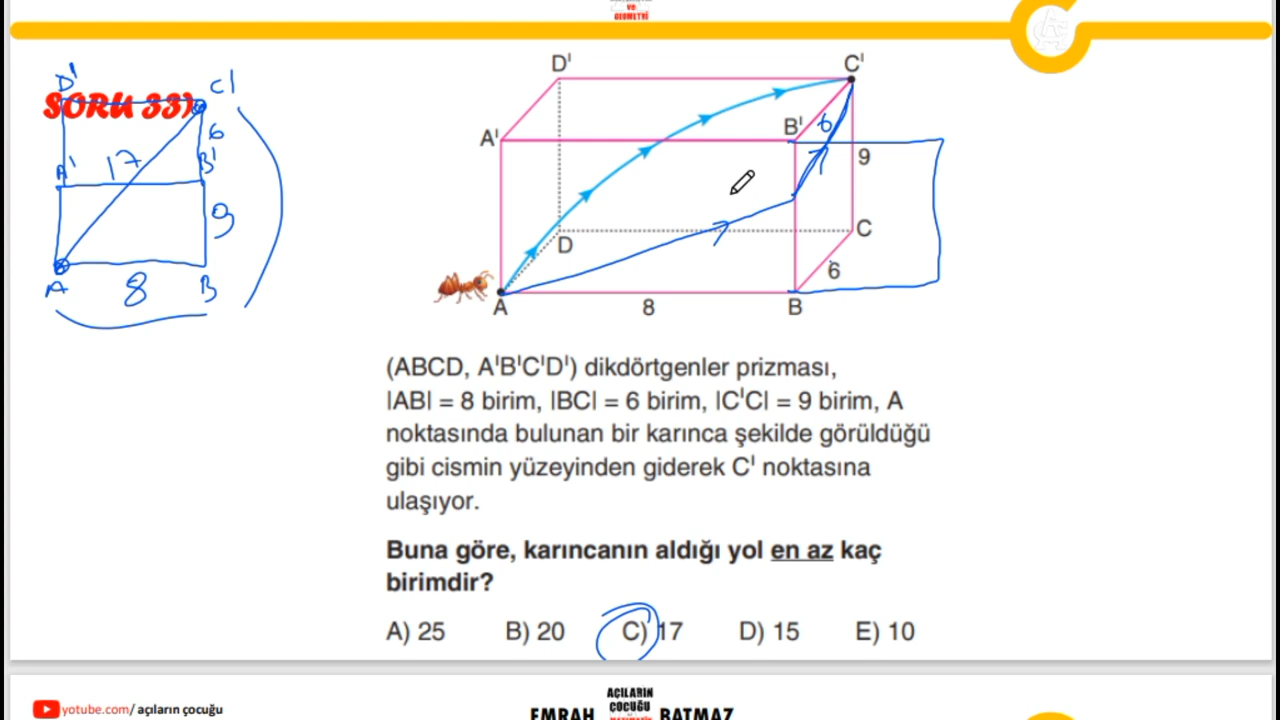 VE
GEOMETRİ
SORU 33)
D'
C'
A'
B'
17
6
9
A
8
B
D'
C'
A'
B'
6
9
D
C
6
A
8
B
(ABCD, A'B'C'D') dikdörtgenler prizması,
|AB| = 8 birim, |BC| = 6 birim, |C'C| = 9 birim, A
noktasında bulunan bir karınca şekilde görüldüğü
gibi cismin yüzeyinden giderek C' noktasına
ulaşıyor.
Buna göre, karıncanın aldığı yol en az kaç
birimdir?
A) 25 B) 20 C) 17 D) 15 E) 10
yotube.com/ açıların çocuğu
AÇILARIN
ÇOCUĞU
EMRAH BATMAZ